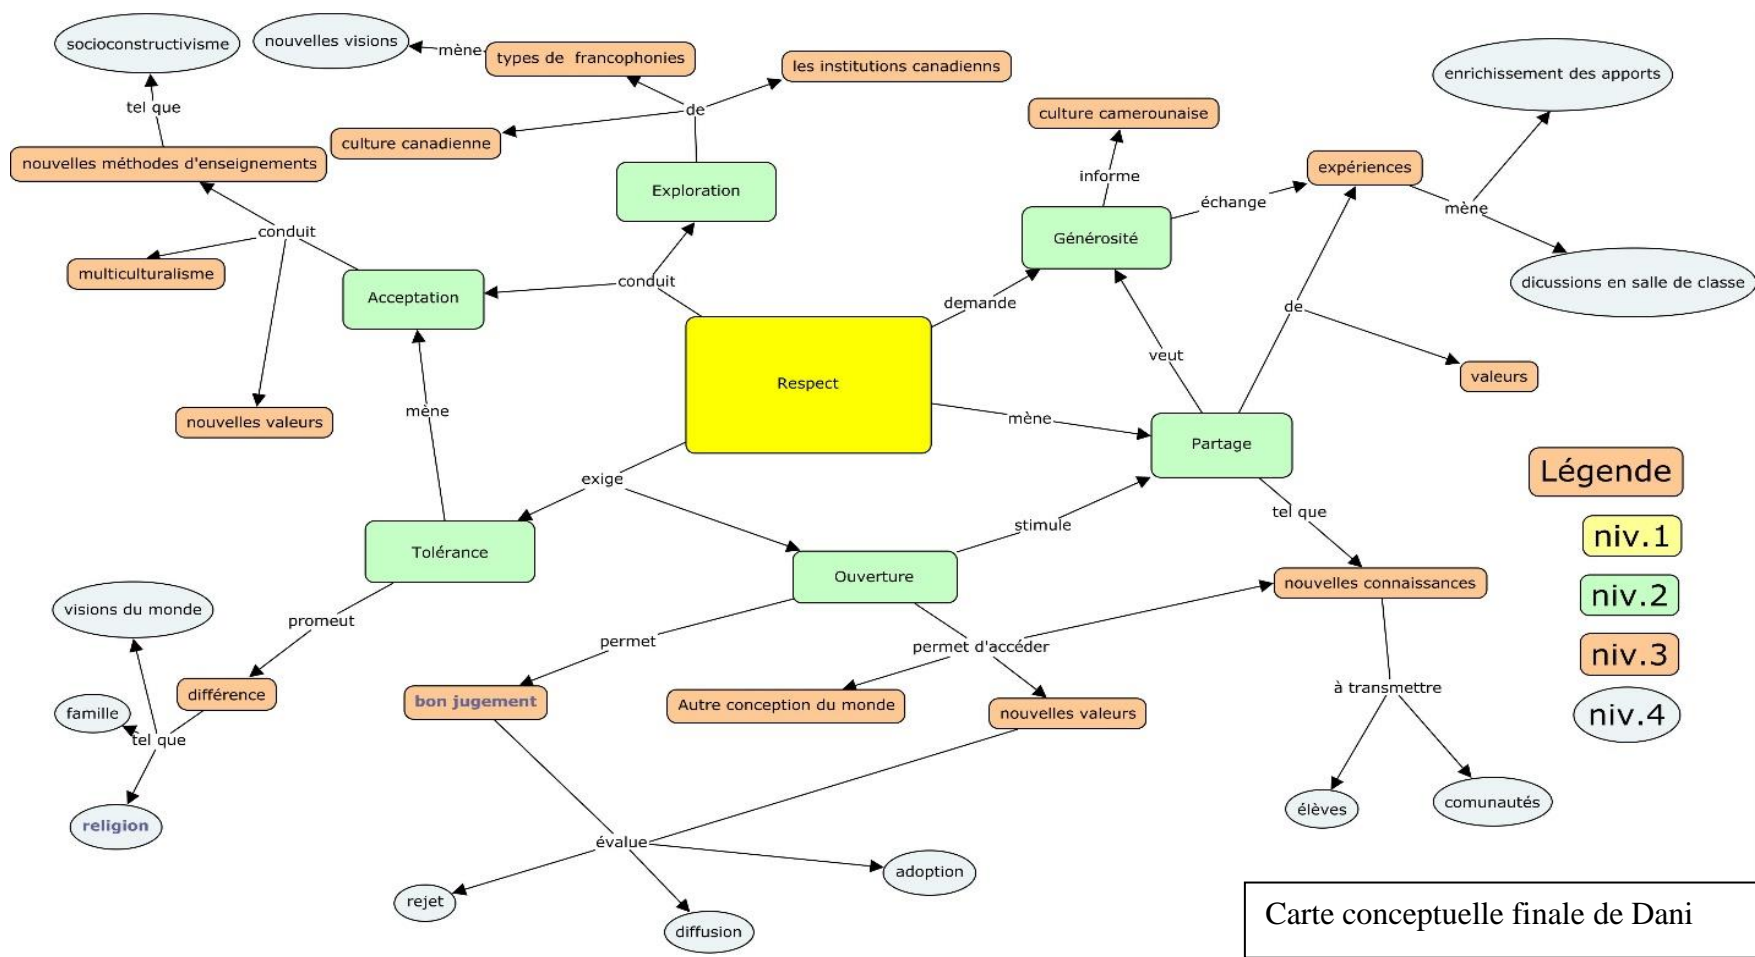 socioconstructivisme
nouvelles visions
mène
types de francophonies
les institutions canadienns
enrichissement des apports
tel que
de
culture canadienne
culture camerounaise
nouvelles méthodes d'enseignements
Exploration
informe
expériences
échange
mène
conduit
Générosité
multiculturalisme
Acceptation
conduit
demande
dicussions en salle de classe
de
veut
Respect
valeurs
nouvelles valeurs
mène
mène
Partage
Légende
exige
tel que
stimule
niv.1
Tolérance
Ouverture
nouvelles connaissances
niv.2
visions du monde
promeut
permet
permet d'accéder
niv.3
différence
bon jugement
Autre conception du monde
nouvelles valeurs
à transmettre
niv.4
famille
tel que
religion
élèves
comunautés
évalue
adoption
rejet
diffusion
Carte conceptuelle finale de Dani